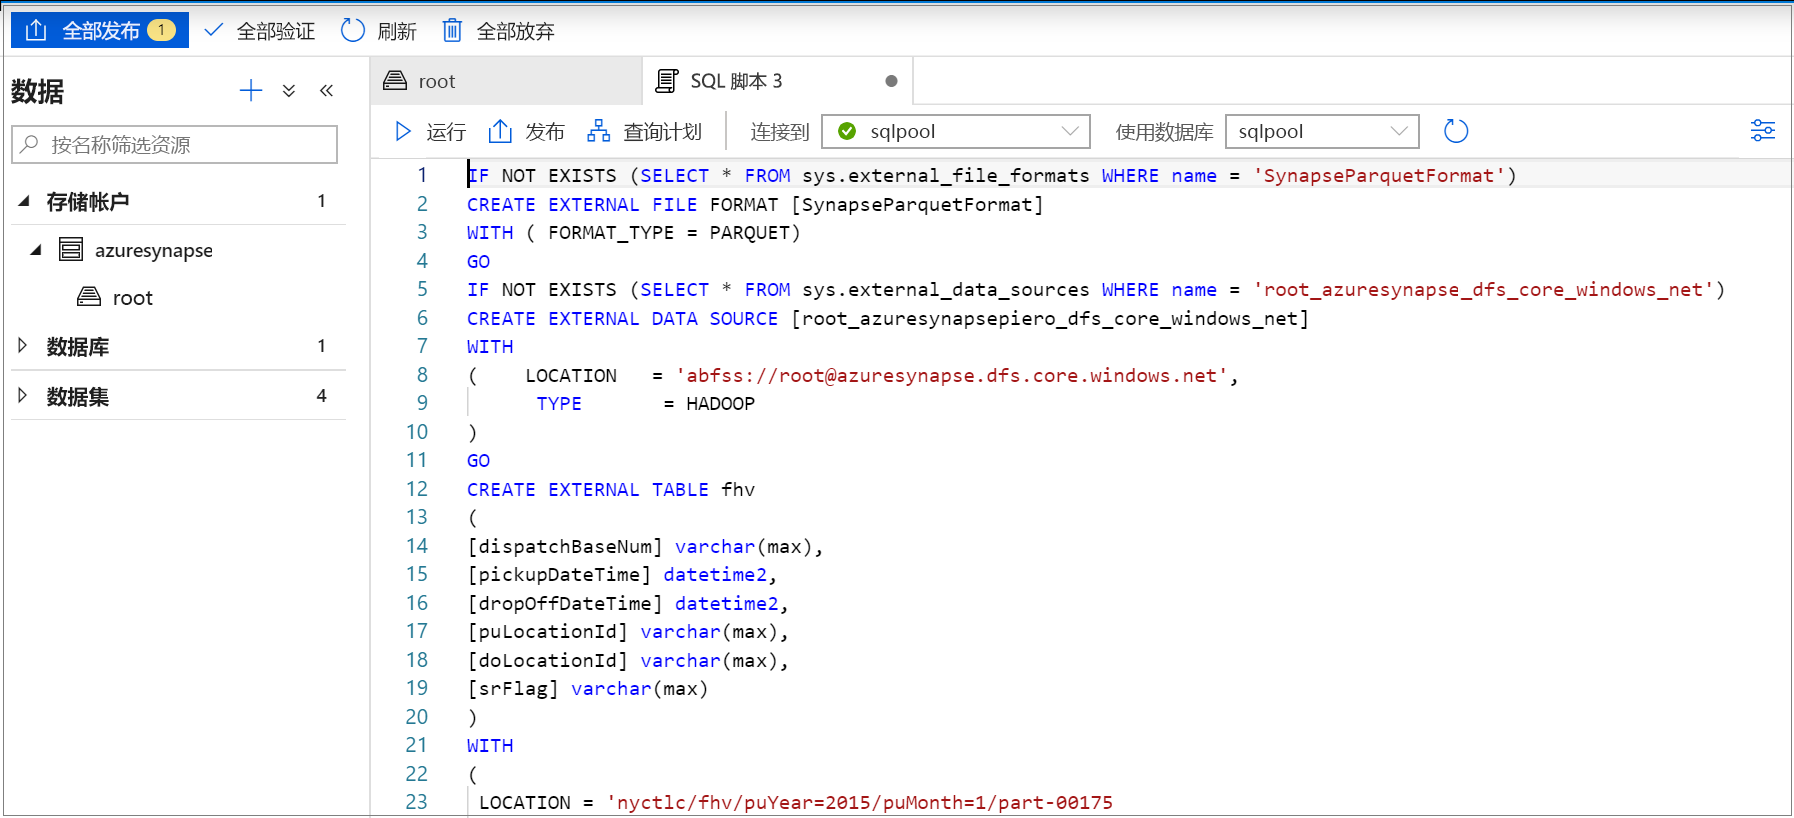 全部发布 1 全部验证 刷新 全部放弃
数据
按名称筛选资源
存储帐户 1
azuresynapse
root
数据库 1
数据集 4
root
SQL 脚本 3
运行 发布 查询计划 连接到 sqlpool 使用数据库 sqlpool
1 IF NOT EXISTS (SELECT * FROM sys.external_file_formats WHERE name = 'SynapseParquetFormat')
2 CREATE EXTERNAL FILE FORMAT [SynapseParquetFormat]
3 WITH ( FORMAT_TYPE = PARQUET)
4 GO
5 IF NOT EXISTS (SELECT * FROM sys.external_data_sources WHERE name = 'root_azuresynapse_dfs_core_windows_net')
6 CREATE EXTERNAL DATA SOURCE [root_azuresynapsepiero_dfs_core_windows_net]
7 WITH
8 ( LOCATION = 'abfss://root@azuresynapse.dfs.core.windows.net',
9 TYPE = HADOOP
10 )
11 GO
12 CREATE EXTERNAL TABLE fhv
13 (
14 [dispatchBaseNum] varchar(max),
15 [pickupDateTime] datetime2,
16 [dropOffDateTime] datetime2,
17 [puLocationId] varchar(max),
18 [doLocationId] varchar(max),
19 [srFlag] varchar(max)
20 )
21 WITH
22 (
23 LOCATION = 'nyctlc/fhv/puYear=2015/puMonth=1/part-00175